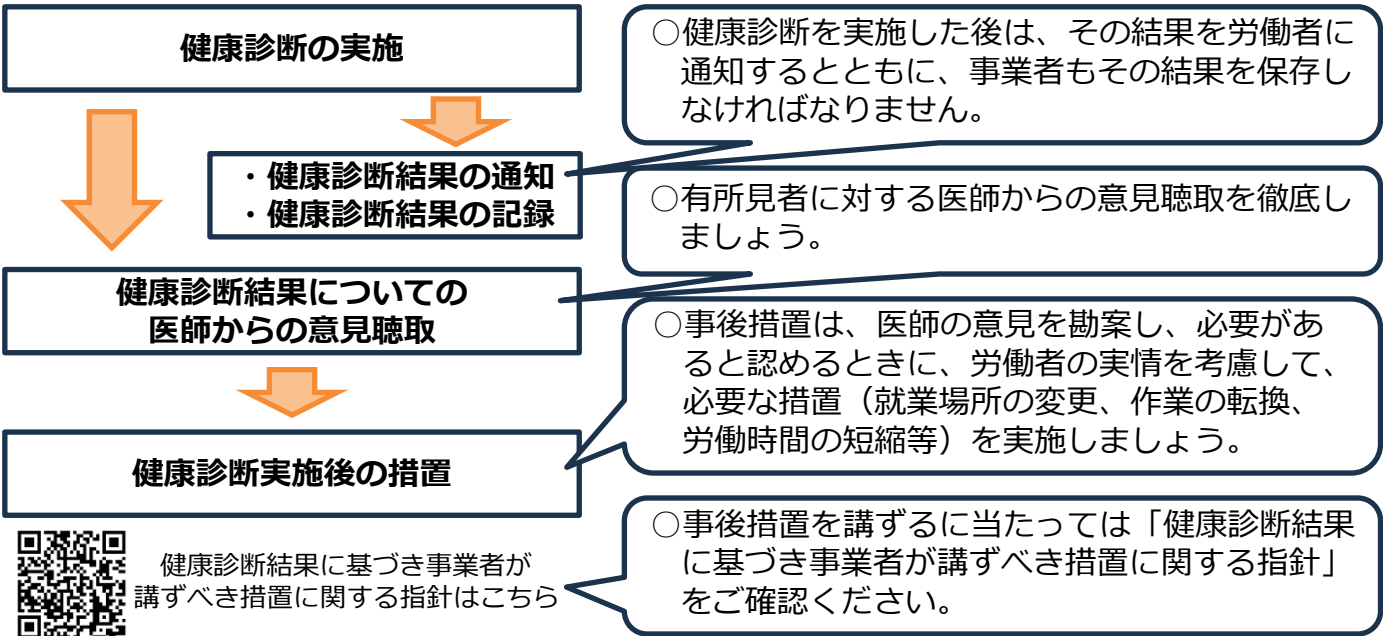 健康診断の実施
○健康診断を実施した後は、その結果を労働者に
通知するとともに、事業者もその結果を保存し
なければなりません。
・健康診断結果の通知
・健康診断結果の記録
○有所見者に対する医師からの意見聴取を徹底し
ましょう。
健康診断結果についての
医師からの意見聴取
○事後措置は、医師の意見を勘案し、必要があ
ると認めるときに、労働者の実情を考慮して、
必要な措置（就業場所の変更、作業の転換、
労働時間の短縮等）を実施しましょう。
健康診断実施後の措置
○事後措置を講ずるに当たっては「健康診断結果
に基づき事業者が講ずべき措置に関する指針」
をご確認ください。
健康診断結果に基づき事業者が
講ずべき措置に関する指針はこちら